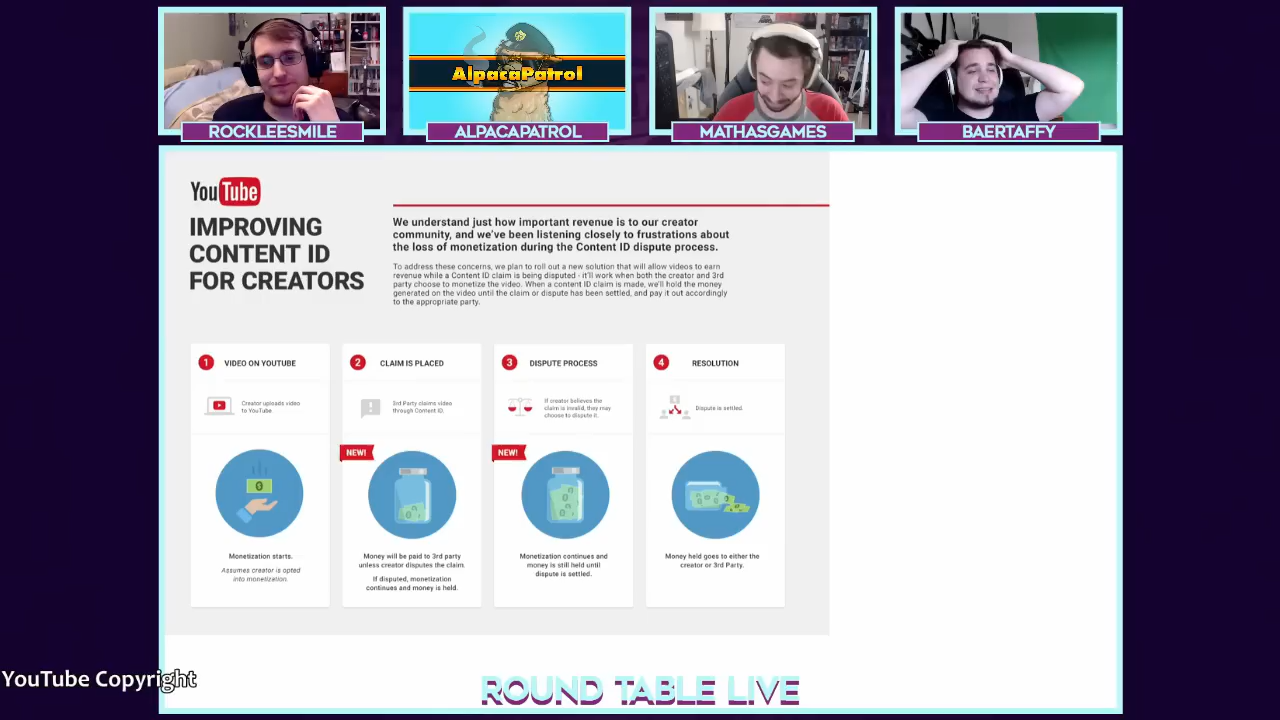 AlpacaPatrol
ROCKLEESMILE
ALPACAPATROL
MATHASGAMES
BAERTAFFY
YouTube
IMPROVING
CONTENT ID
FOR CREATORS
We understand just how important revenue is to our creator
community, and we've been listening closely to frustrations about
the loss of monetization during the Content ID dispute process.
To address these concerns, we plan to roll out a new solution that will allow videos to earn
revenue while a Content ID claim is being disputed - it'll work when both the creator and 3rd
party choose to monetize the video. When a content ID claim is made, we'll hold the money
generated on the video until the claim or dispute has been settled, and pay it out accordingly
to the appropriate party.
1 VIDEO ON YOUTUBE
Creator uploads video
to YouTube
Monetization starts.
Assumes creator is opted
into monetization.
2 CLAIM IS PLACED
3rd Party claims video
through Content ID.
NEW!
Money will be paid to 3rd party
unless creator disputes the claim.
If disputed, monetization
continues and money is held.
3 DISPUTE PROCESS
If creator believes the
claim is invalid, they may
choose to dispute it.
NEW!
Monetization continues and
money is still held until
dispute is settled.
4 RESOLUTION
Dispute is settled.
Money held goes to either the
creator or 3rd Party.
YouTube Copyright
ROUND TABLE LIVE